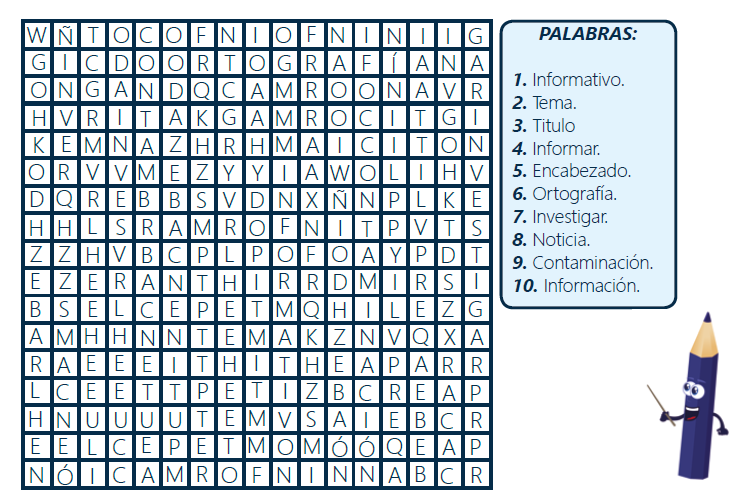 W Ñ T O C O F N I O F N I N I I G
G I C D O O R T O G R A F Í A N A
O N G A N D Q C A M R O O N A V R
H V R I T A K G A M R O C I T G I
K E M N A Z H R H M A I C I T O N
O R V V M E Z Y Y I A W O L I H V
D Q R E B B S V D N X Ñ N P L K E
H H L S R A M R O F N I T P V T S
Z Z H V B C P L P O F O A Y P D T
E Z E R A N T H I R R D M I R S I
B S E L C E P E T M Q H I L E Z G
A M H H N N T E M A K Z N V Q X A
R A E E E I T H I T H E A P A R R
L C E E T T P E T I Z B C R E A P
H N U U U U T E M V S A I E B C R
E E L C E P E T M O M Ó Ó Q E A P
N Ó I C A M R O F N I N N A B C R
PALABRAS:
1. Informativo.
2. Tema.
3. Titulo
4. Informar.
5. Encabezado.
6. Ortografía.
7. Investigar.
8. Noticia.
9. Contaminación.
10. Información.